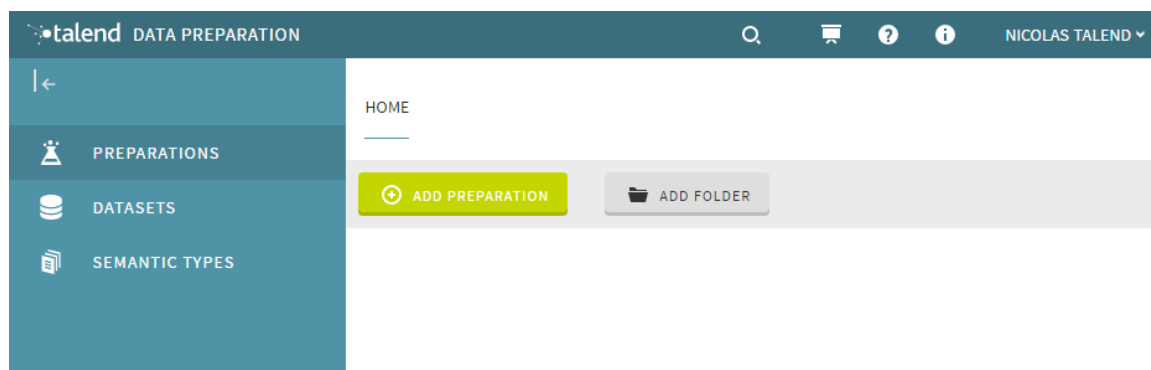 talend DATA PREPARATION NICOLAS TALEND
HOME
PREPARATIONS
ADD PREPARATION ADD FOLDER
DATASETS
SEMANTIC TYPES